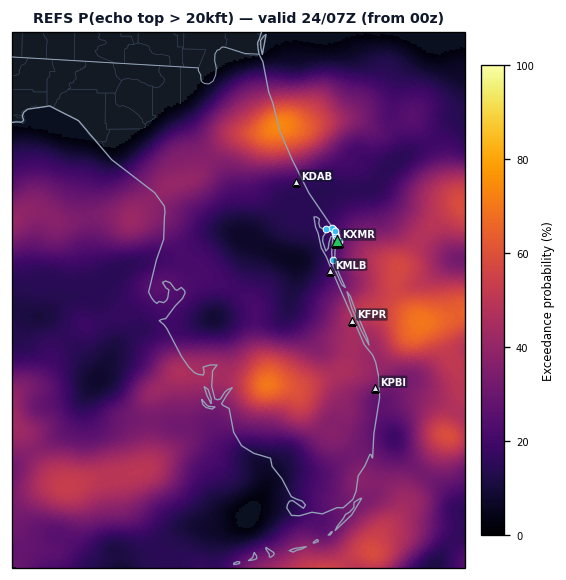 REFS P(echo top > 20kft) — valid 24/07Z (from 00z)
KDAB
KXMR
KMLB
KFPR
KPBI
100
80
60
40
20
0
Exceedance probability (%)